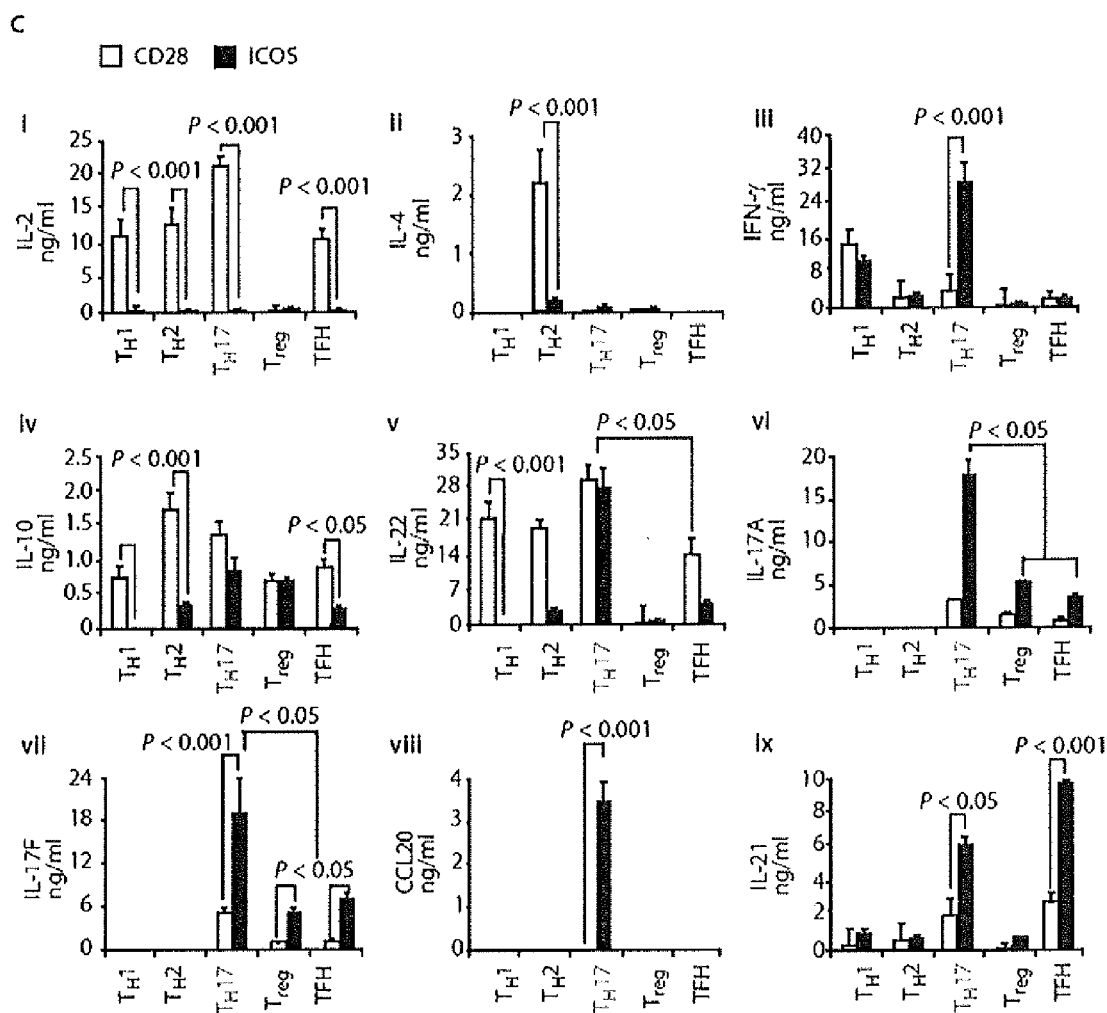 C
CD28 ICOS
i
IL-2
ng/ml
25
20
15
10
5
0
P < 0.001
P < 0.001
P < 0.001
TH1 TH2 TH17 Treg TFH
ii
IL-4
ng/ml
3
2
1
0
P < 0.001
TH1 TH2 TH17 Treg TFH
iii
IFN-γ
ng/ml
40
32
28
16
8
0
P < 0.001
TH1 TH2 TH17 Treg TFH
iv
IL-10
ng/ml
2.5
2.0
1.5
1.0
0.5
0
P < 0.001
P < 0.05
TH1 TH2 TH17 Treg TFH
v
IL-22
ng/ml
35
28
21
14
7
0
P < 0.001
P < 0.05
TH1 TH2 TH17 Treg TFH
vi
IL-17A
ng/ml
20
15
10
5
0
P < 0.05
TH1 TH2 TH17 Treg TFH
vii
IL-17F
ng/ml
24
18
12
6
0
P < 0.001
P < 0.05
P < 0.05
TH1 TH2 TH17 Treg TFH
viii
CCL20
ng/ml
4
3
2
1
0
P < 0.001
TH1 TH2 TH17 Treg TFH
ix
IL-21
ng/ml
10
8
6
2
0
P < 0.05
P < 0.001
TH1 TH2 TH17 Treg TFH